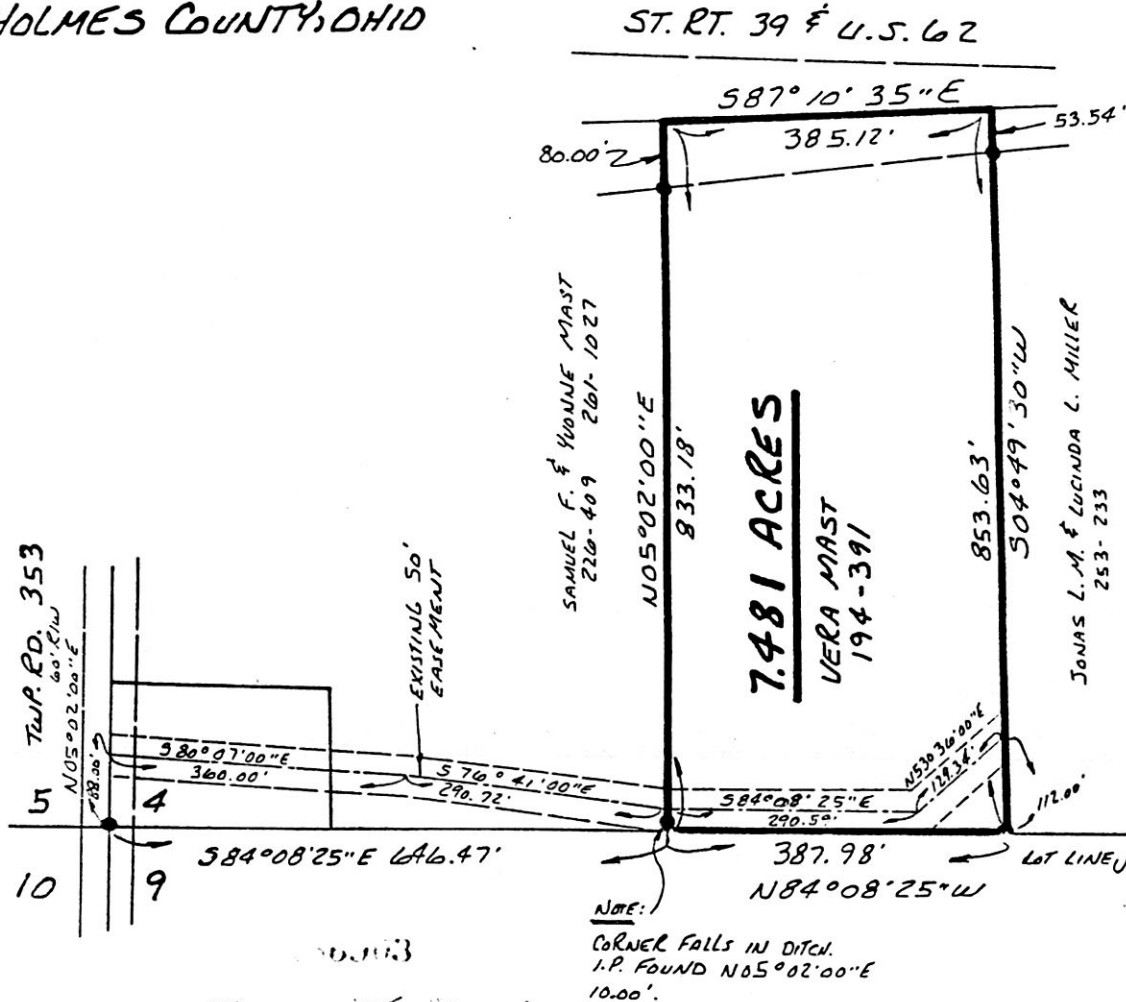 HOLMES COUNTY, OHIO
ST. RT. 39 & U.S. 62
S87°10'35"E
385.12'
80.00'
53.54'
SAMUEL F. & YVONNE MAST
226-409 261-1027
N05°02'00"E
833.18'
7.481 ACRES
VERA MAST
194-391
853.63'
S04°49'30"W
JONAS L.M. & LUCINDA L. MILLER
253-233
TWP. RD. 353
60' R/W
N05°02'00"E
88.00'
EXISTING 50'
EASEMENT
S80°07'00"E
360.00'
S76°41'00"E
290.72'
S84°08'25"E
290.59'
N53°36'00"E
129.34'
112.00'
5 4
10 9
S84°08'25"E 646.47'
387.98'
N84°08'25"W
LOT LINE
NOTE:
CORNER FALLS IN DITCH.
I.P. FOUND N05°02'00"E
10.00'.